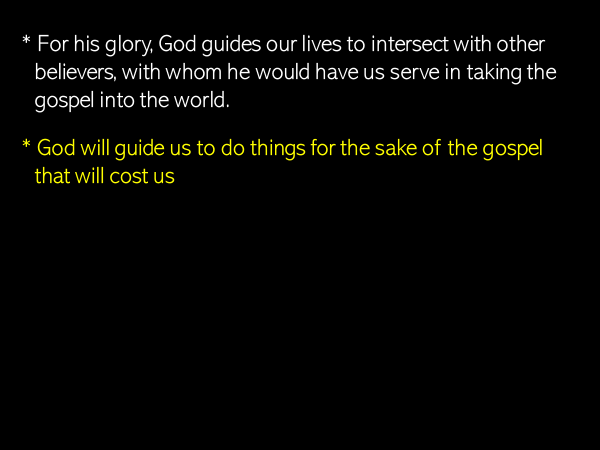 * For his glory, God guides our lives to intersect with other
believers, with whom he would have us serve in taking the
gospel into the world.
* God will guide us to do things for the sake of the gospel
that will cost us